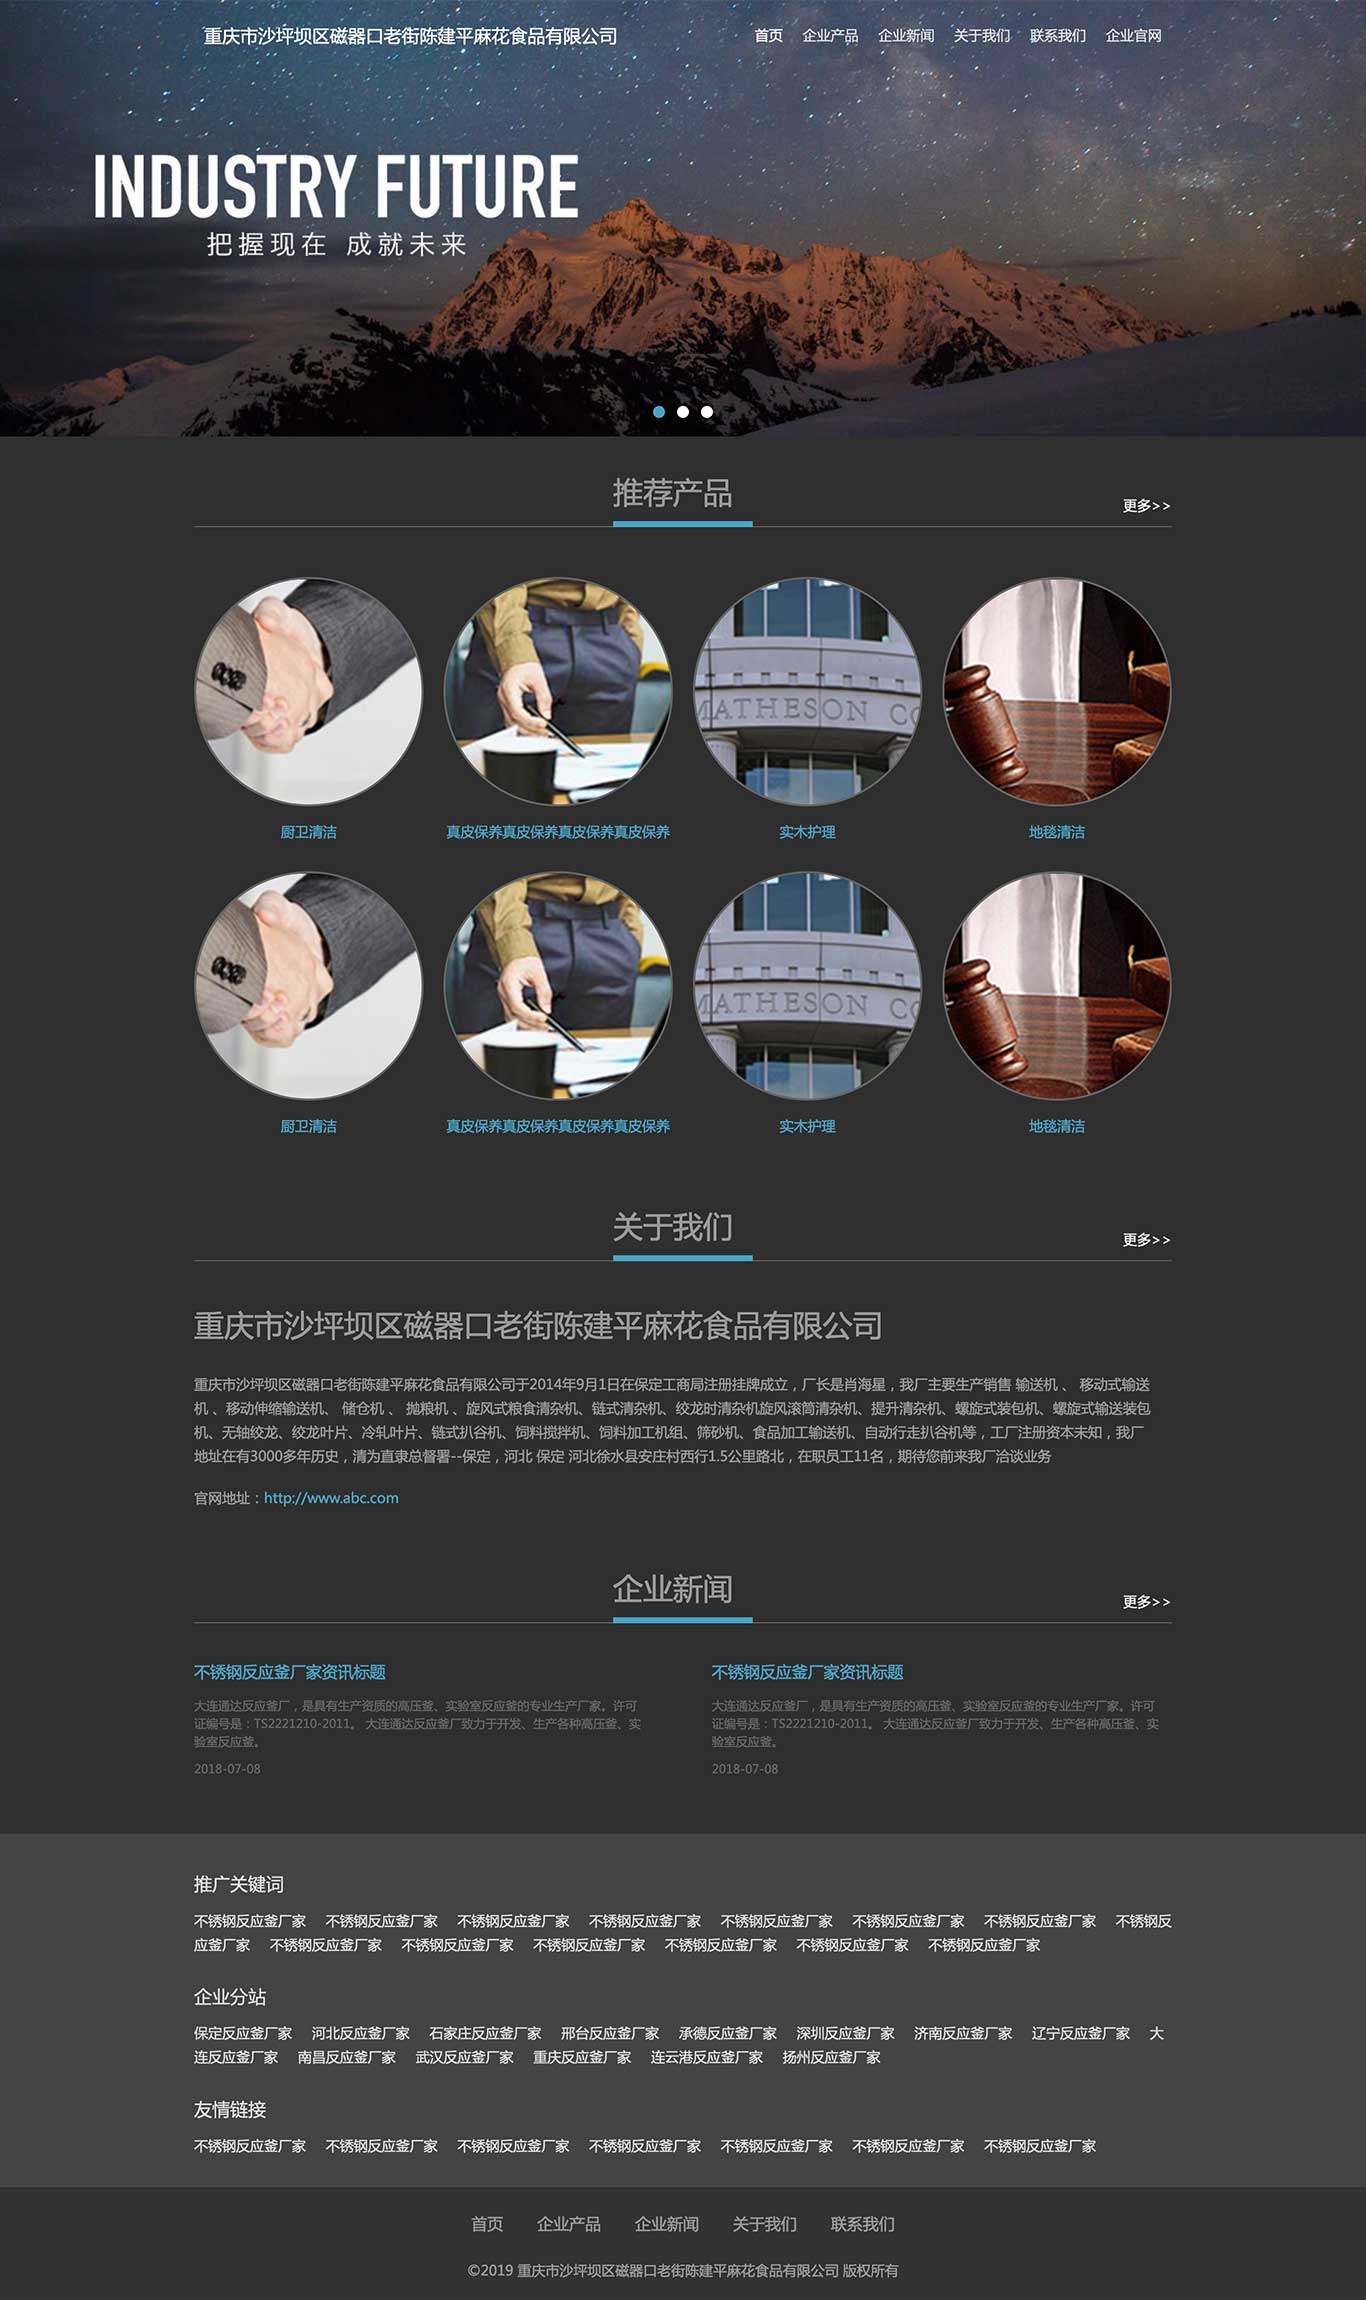 重庆市沙坪坝区磁器口老街陈建平麻花食品有限公司
首页 企业产品 企业新闻 关于我们 联系我们 企业官网
INDUSTRY FUTURE
把握现在 成就未来
推荐产品
更多>>
MATHESON CO
厨卫清洁 真皮保养真皮保养真皮保养真皮保养 实木护理 地毯清洁
MATHESON CO
厨卫清洁 真皮保养真皮保养真皮保养真皮保养 实木护理 地毯清洁
关于我们
更多>>
重庆市沙坪坝区磁器口老街陈建平麻花食品有限公司
重庆市沙坪坝区磁器口老街陈建平麻花食品有限公司于2014年9月1日在保定工商局注册挂牌成立，厂长是肖海星，我厂主要生产销售 输送机 、 移动式输送
机 、移动伸缩输送机、 储仓机 、 抛粮机 、旋风式粮食清杂机、链式清杂机、绞龙时清杂机旋风滚筒清杂机、提升清杂机、螺旋式装包机、螺旋式输送装包
机、无轴绞龙、绞龙叶片、冷轧叶片、链式扒谷机、饲料搅拌机、饲料加工机组、筛砂机、食品加工输送机、自动行走扒谷机等，工厂注册资本未知，我厂
地址在有3000多年历史，清为直隶总督署--保定，河北 保定 河北徐水县安庄村西行1.5公里路北，在职员工11名，期待您前来我厂洽谈业务
官网地址：http://www.abc.com
企业新闻
更多>>
不锈钢反应釜厂家资讯标题
大连通达反应釜厂，是具有生产资质的高压釜、实验室反应釜的专业生产厂家。许可
证编号是：TS2221210-2011。 大连通达反应釜厂致力于开发、生产各种高压釜、实
验室反应釜。
2018-07-08
不锈钢反应釜厂家资讯标题
大连通达反应釜厂，是具有生产资质的高压釜、实验室反应釜的专业生产厂家。许可
证编号是：TS2221210-2011。 大连通达反应釜厂致力于开发、生产各种高压釜、实
验室反应釜。
2018-07-08
推广关键词
不锈钢反应釜厂家 不锈钢反应釜厂家 不锈钢反应釜厂家 不锈钢反应釜厂家 不锈钢反应釜厂家 不锈钢反应釜厂家 不锈钢反应釜厂家 不锈钢反
应釜厂家 不锈钢反应釜厂家 不锈钢反应釜厂家 不锈钢反应釜厂家 不锈钢反应釜厂家 不锈钢反应釜厂家 不锈钢反应釜厂家
企业分站
保定反应釜厂家 河北反应釜厂家 石家庄反应釜厂家 邢台反应釜厂家 承德反应釜厂家 深圳反应釜厂家 济南反应釜厂家 辽宁反应釜厂家 大
连反应釜厂家 南昌反应釜厂家 武汉反应釜厂家 重庆反应釜厂家 连云港反应釜厂家 扬州反应釜厂家
友情链接
不锈钢反应釜厂家 不锈钢反应釜厂家 不锈钢反应釜厂家 不锈钢反应釜厂家 不锈钢反应釜厂家 不锈钢反应釜厂家 不锈钢反应釜厂家
首页 企业产品 企业新闻 关于我们 联系我们
©2019 重庆市沙坪坝区磁器口老街陈建平麻花食品有限公司 版权所有